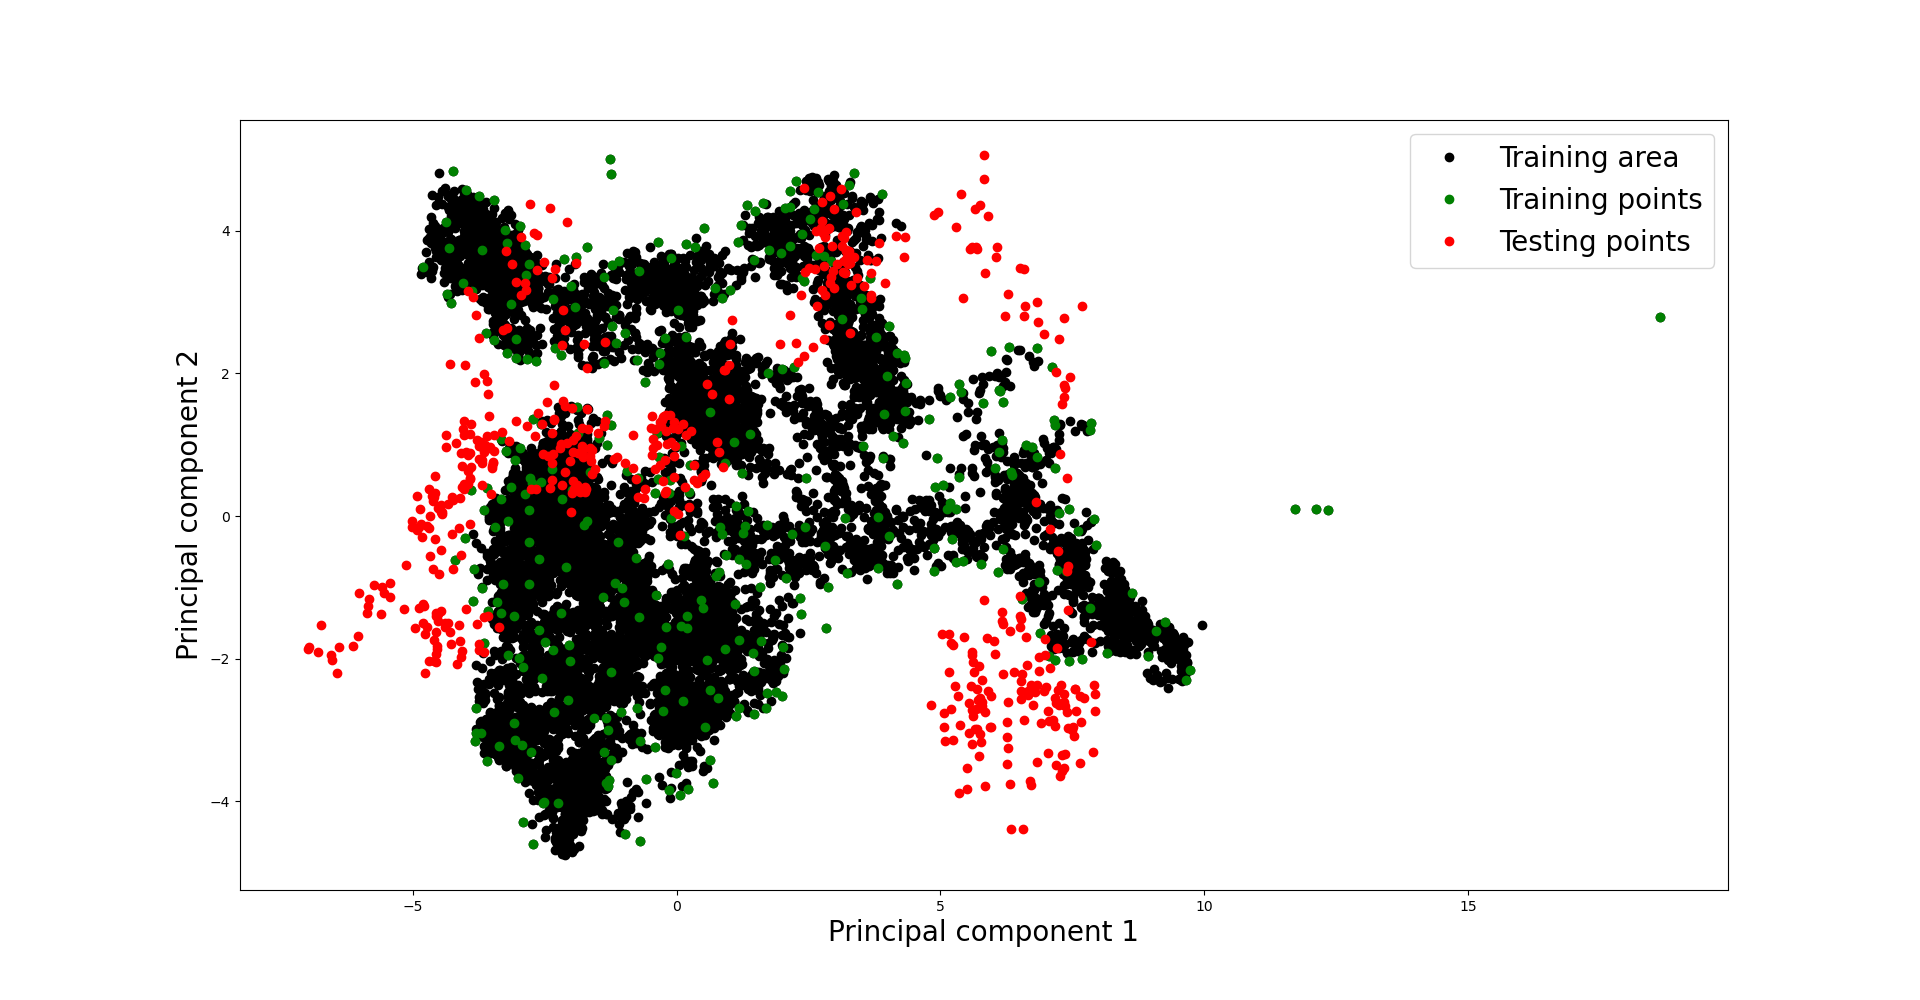 Training area
Training points
Testing points
Principal component 2
4
2
0
−2
−4
−5
0
5
10
15
Principal component 1